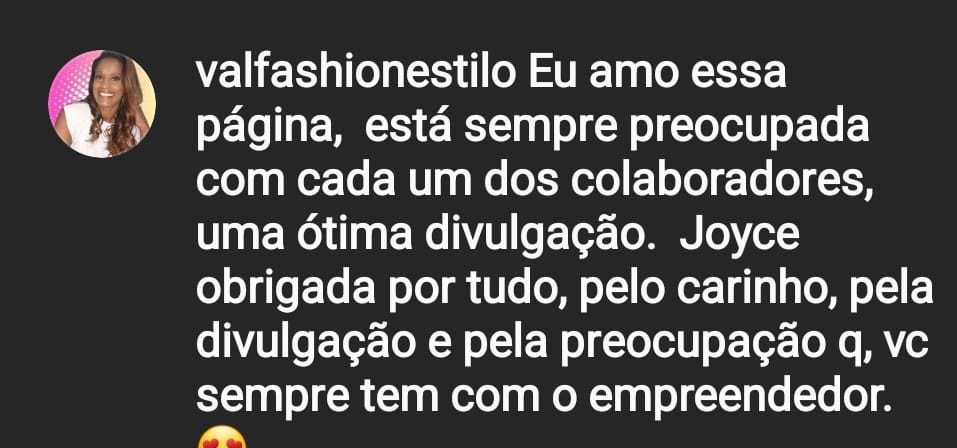 valfashionestilo Eu amo essa
página,  está sempre preocupada
com cada um dos colaboradores,
uma ótima divulgação.  Joyce
obrigada por tudo, pelo carinho, pela
divulgação e pela preocupação q, vc
sempre tem com o empreendedor.
😍